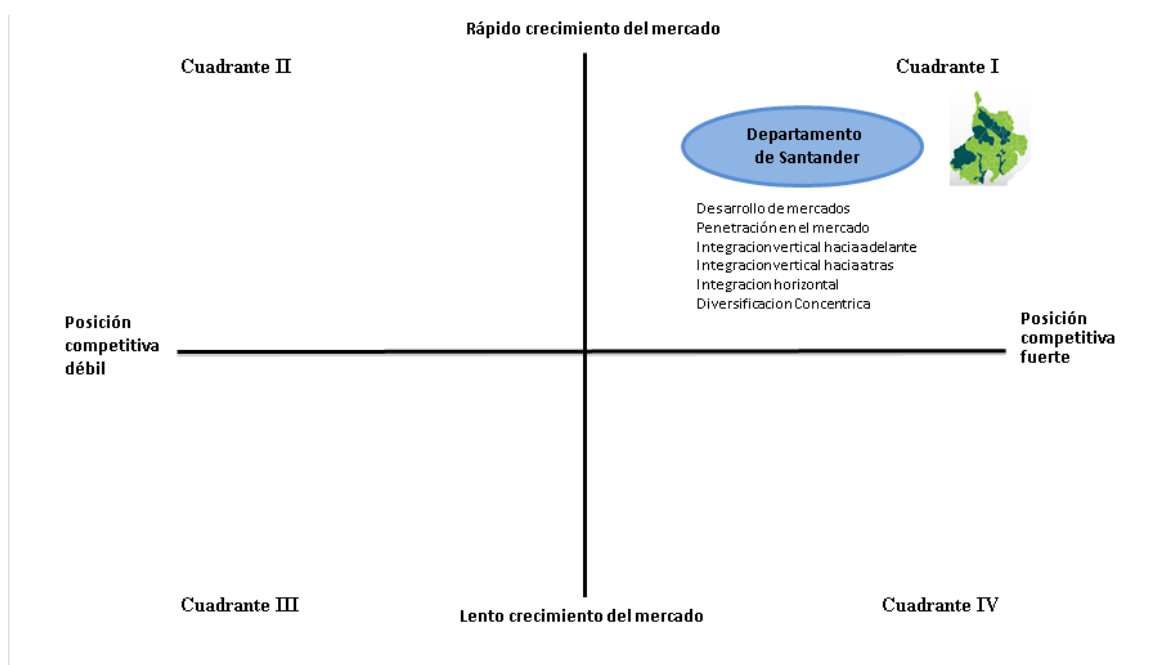 Rápido crecimiento del mercado
Cuadrante II
Cuadrante I
Departamento
de Santander
Desarrollo de mercados
Penetración en el mercado
Integracion vertical hacia adelante
Integracion vertical hacia atras
Integracion horizontal
Diversificacion Concentrica
Posición
competitiva
débil
Posición
competitiva
fuerte
Cuadrante III
Lento crecimiento del mercado
Cuadrante IV